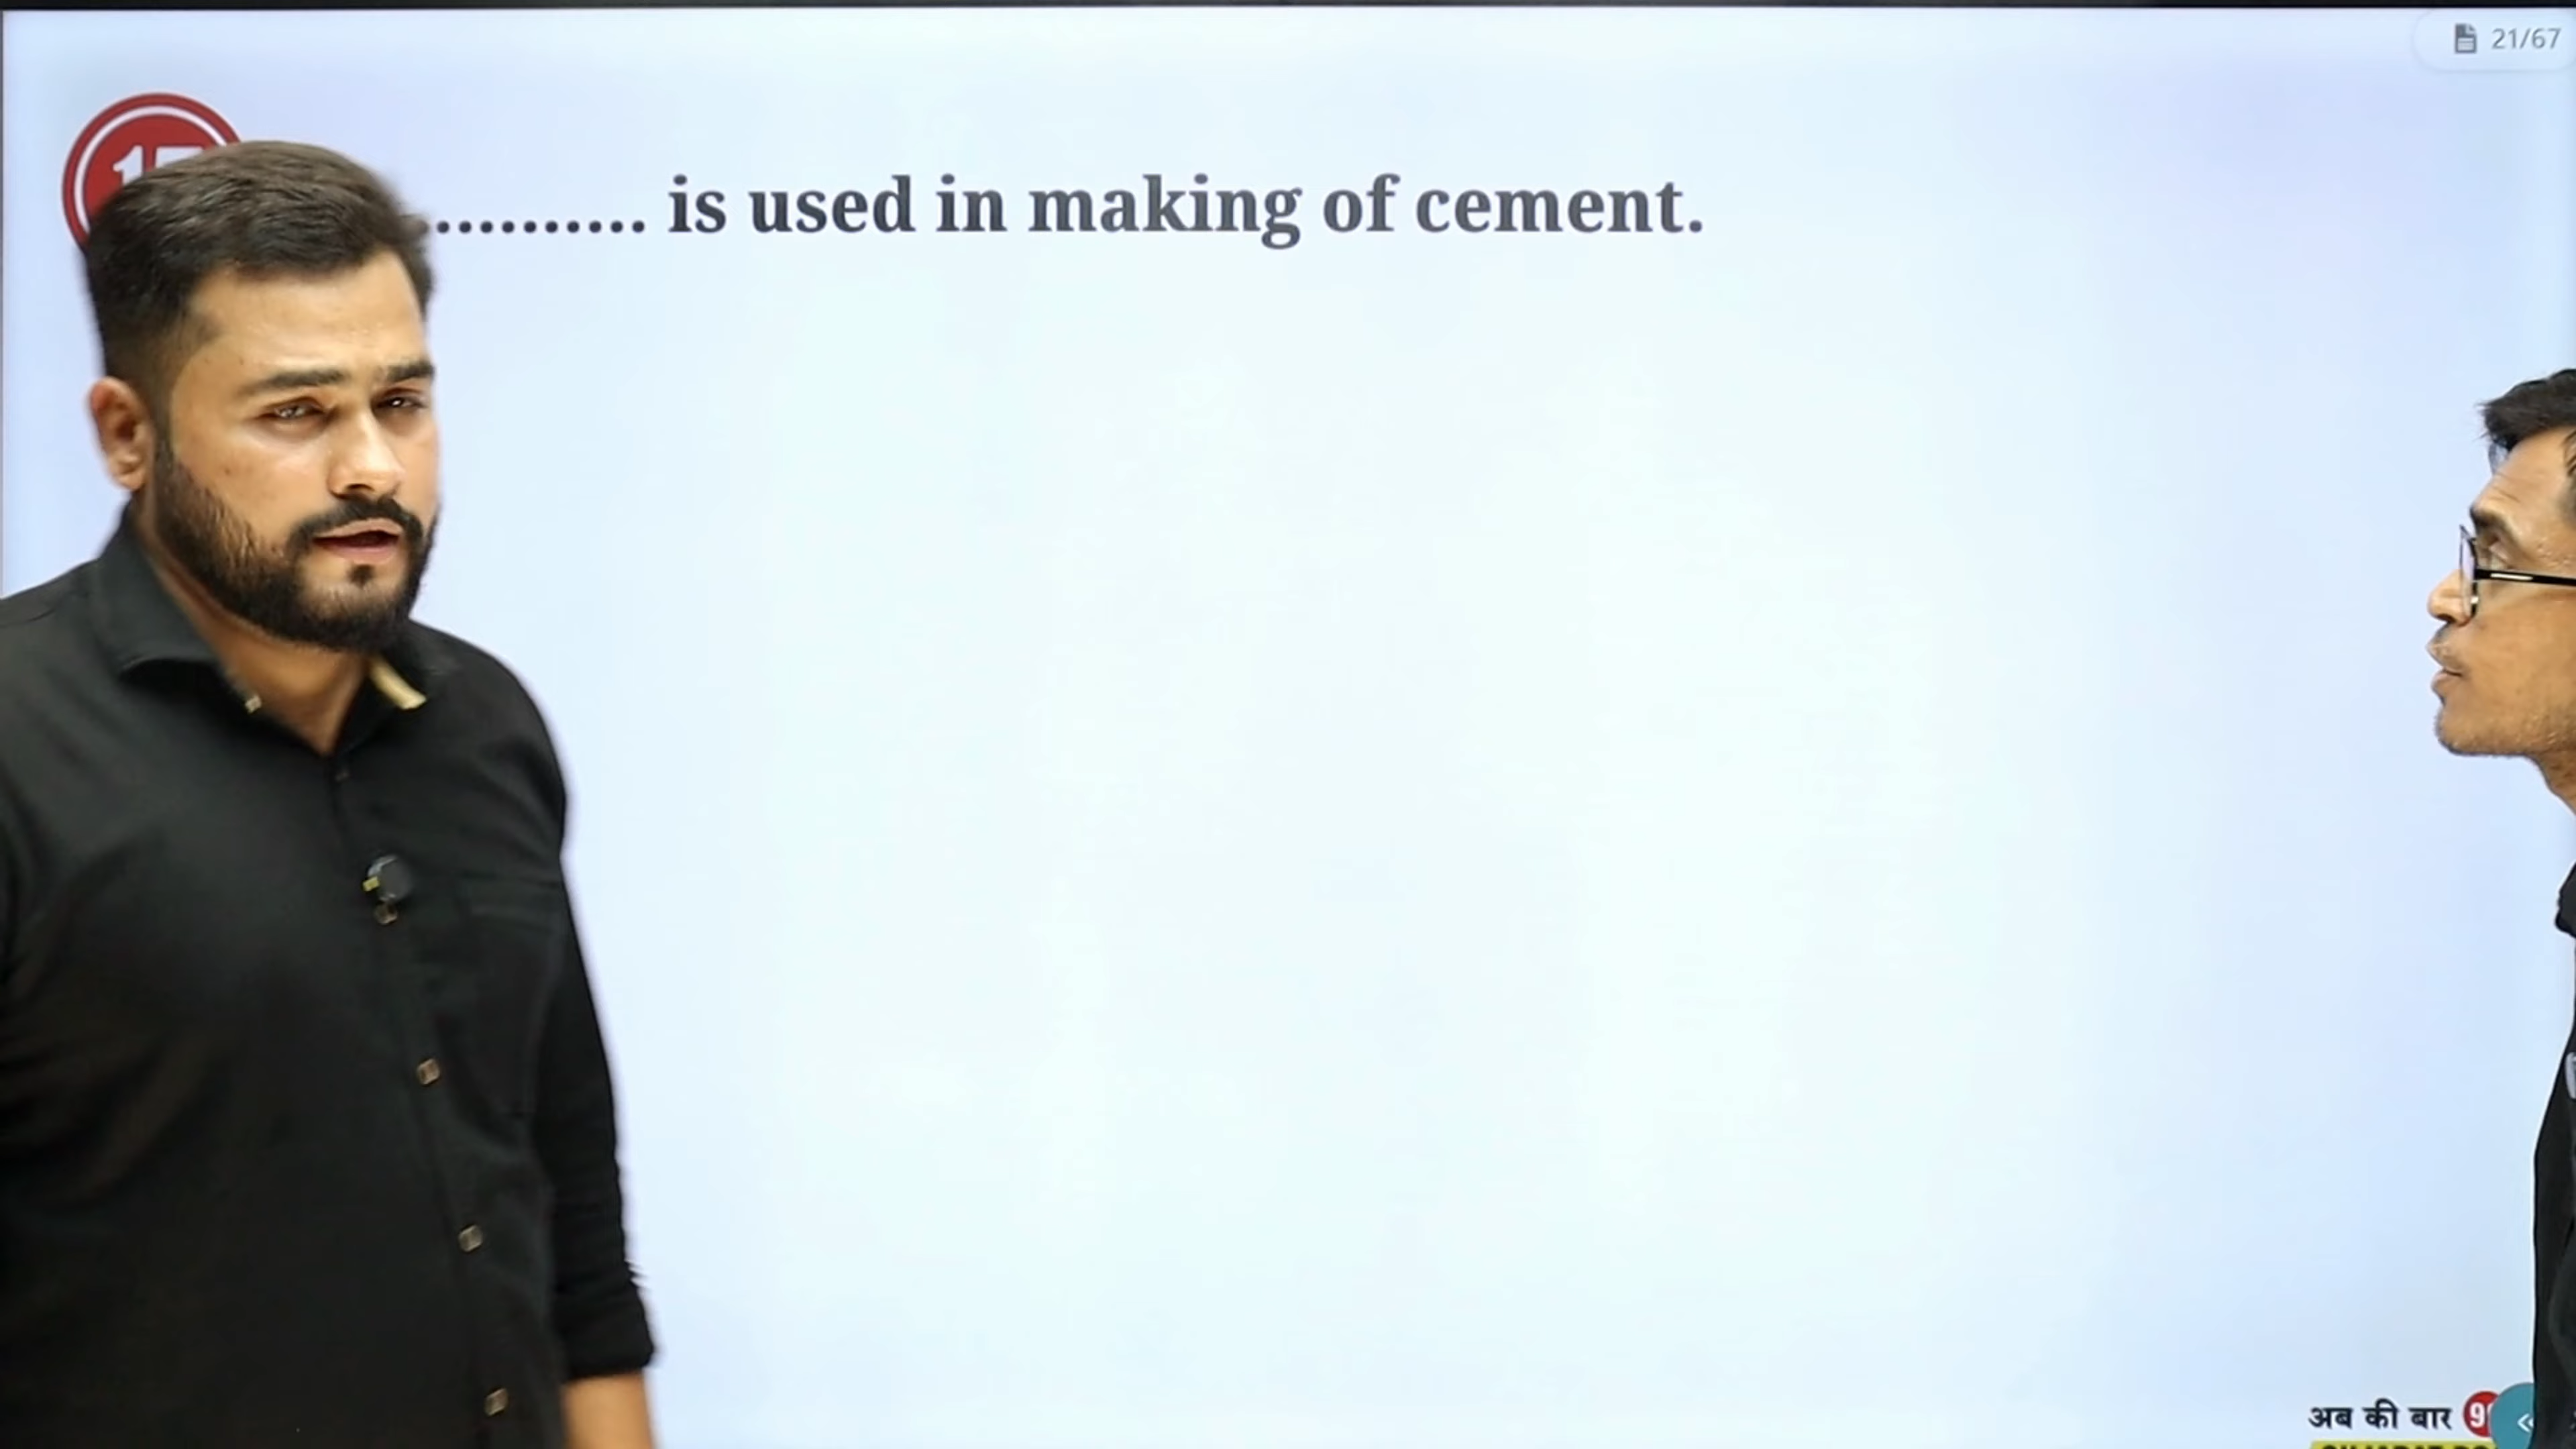 21/67
.......... is used in making of cement.
अब की बार